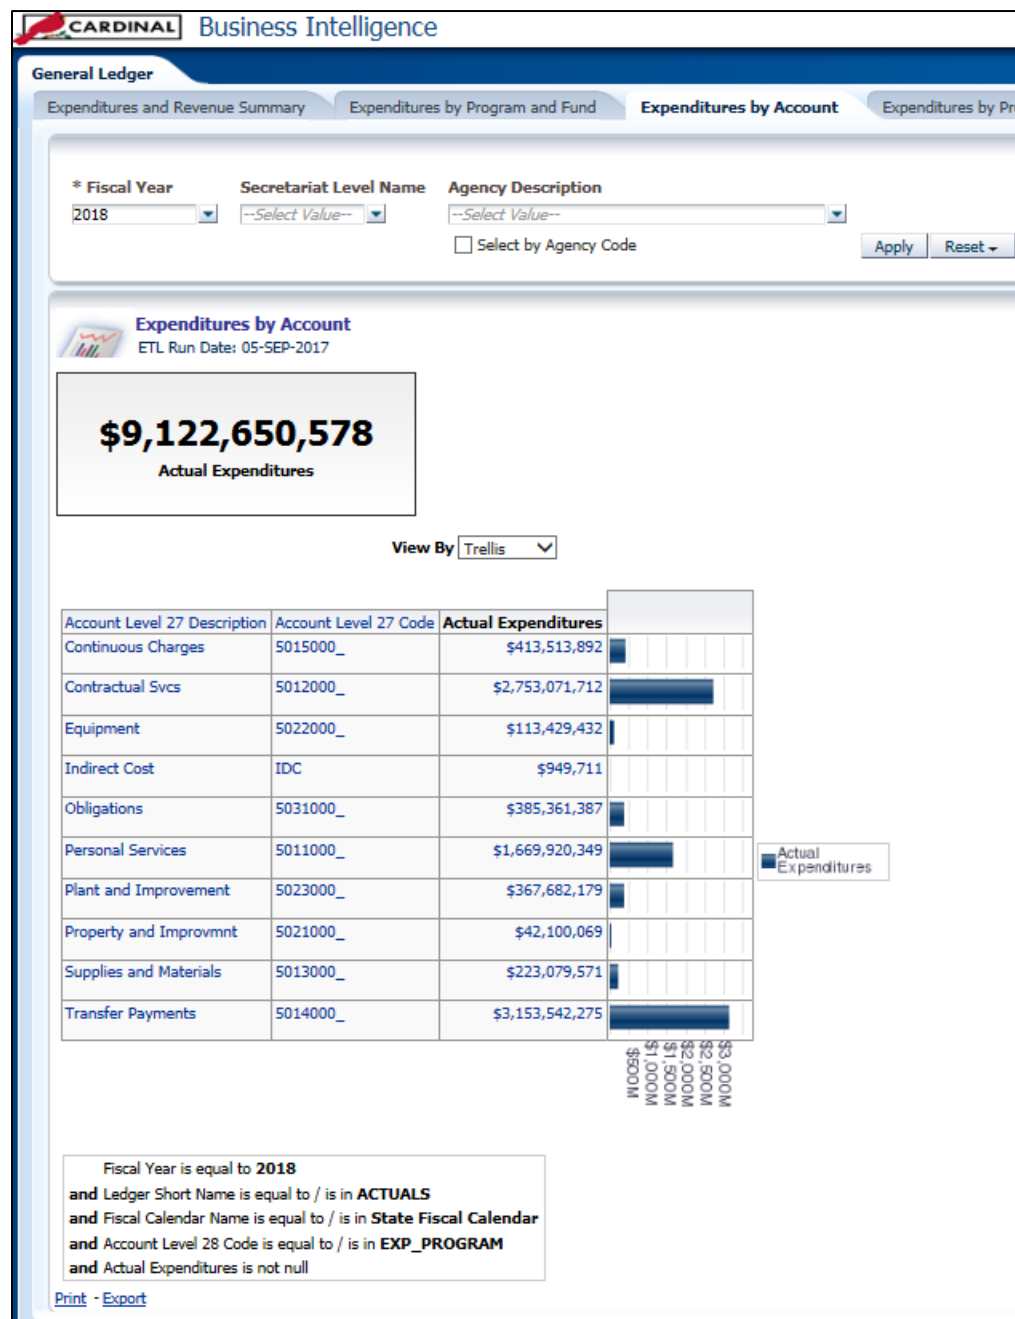 CARDINAL Business Intelligence
General Ledger
Expenditures and Revenue Summary Expenditures by Program and Fund Expenditures by Account Expenditures by Pr
* Fiscal Year Secretariat Level Name Agency Description
2018 --Select Value-- --Select Value--
Select by Agency Code
Apply Reset
Expenditures by Account
ETL Run Date: 05-SEP-2017
$9,122,650,578
Actual Expenditures
View By Trellis
Account Level 27 Description Account Level 27 Code Actual Expenditures
Continuous Charges 5015000_ $413,513,892
Contractual Svcs 5012000_ $2,753,071,712
Equipment 5022000_ $113,429,432
Indirect Cost IDC $949,711
Obligations 5031000_ $385,361,387
Personal Services 5011000_ $1,669,920,349
Plant and Improvement 5023000_ $367,682,179
Property and Improvmnt 5021000_ $42,100,069
Supplies and Materials 5013000_ $223,079,571
Transfer Payments 5014000_ $3,153,542,275
Actual
Expenditures
$500M
$1,000M
$1,500M
$2,000M
$2,500M
$3,000M
Fiscal Year is equal to 2018
and Ledger Short Name is equal to / is in ACTUALS
and Fiscal Calendar Name is equal to / is in State Fiscal Calendar
and Account Level 28 Code is equal to / is in EXP_PROGRAM
and Actual Expenditures is not null
Print - Export